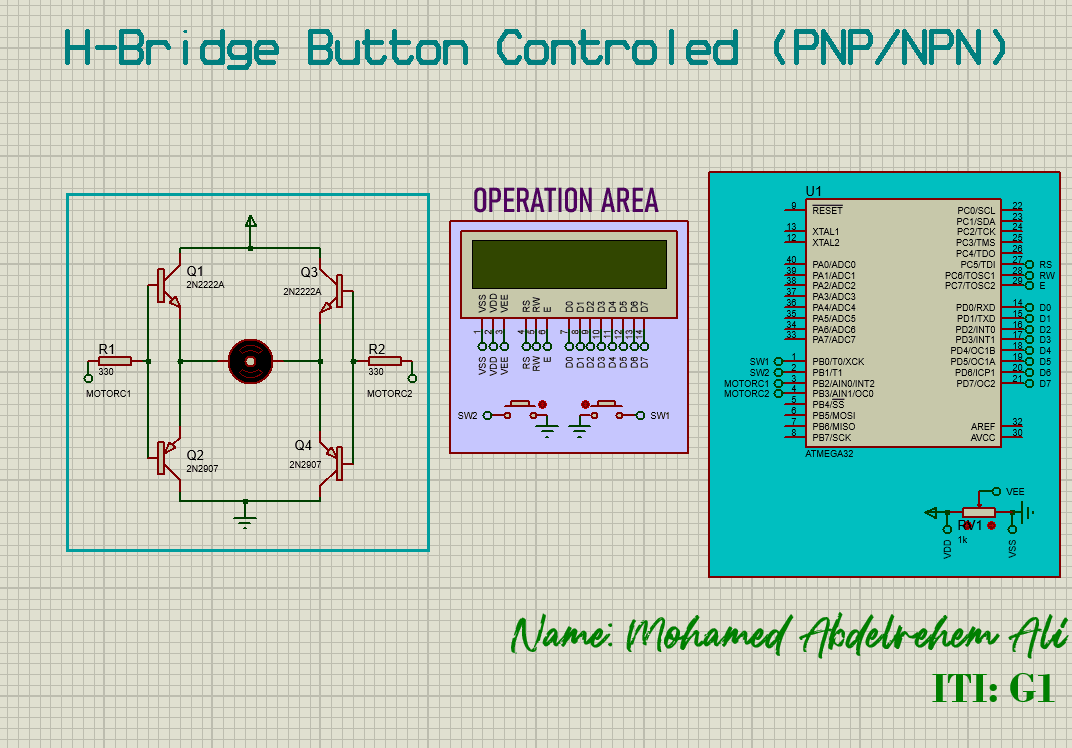 H-Bridge Button Controled (PNP/NPN)
OPERATION AREA
Q1
2N2222A
Q3
2N2222A
R1
330
MOTORC1
R2
330
MOTORC2
Q2
2N2907
Q4
2N2907
VSS VDD VEE RS RW E D0 D1 D2 D3 D4 D5 D6 D7
1 2 3 4 5 6 7 8 9 10 11 12 13 14
VSS VDD VEE RS RW E D0 D1 D2 D3 D4 D5 D6 D7
SW2
SW1
U1
9 RESET PC0/SCL 22
PC1/SDA 23
13 XTAL1 PC2/TCK 24
12 XTAL2 PC3/TMS 25
PC4/TDO 26
40 PA0/ADC0 PC5/TDI 27 RS
39 PA1/ADC1 PC6/TOSC1 28 RW
38 PA2/ADC2 PC7/TOSC2 29 E
37 PA3/ADC3
36 PA4/ADC4 PD0/RXD 14 D0
35 PA5/ADC5 PD1/TXD 15 D1
34 PA6/ADC6 PD2/INT0 16 D2
33 PA7/ADC7 PD3/INT1 17 D3
PD4/OC1B 18 D4
SW1 1 PB0/T0/XCK PD5/OC1A 19 D5
SW2 2 PB1/T1 PD6/ICP1 20 D6
MOTORC1 3 PB2/AIN0/INT2 PD7/OC2 21 D7
MOTORC2 4 PB3/AIN1/OC0
5 PB4/SS
6 PB5/MOSI
7 PB6/MISO AREF 32
8 PB7/SCK AVCC 30
ATMEGA32
VEE
RV1
1k
VDD
VSS
Name: Mohamed Abdelrehem Ali
ITI: G1